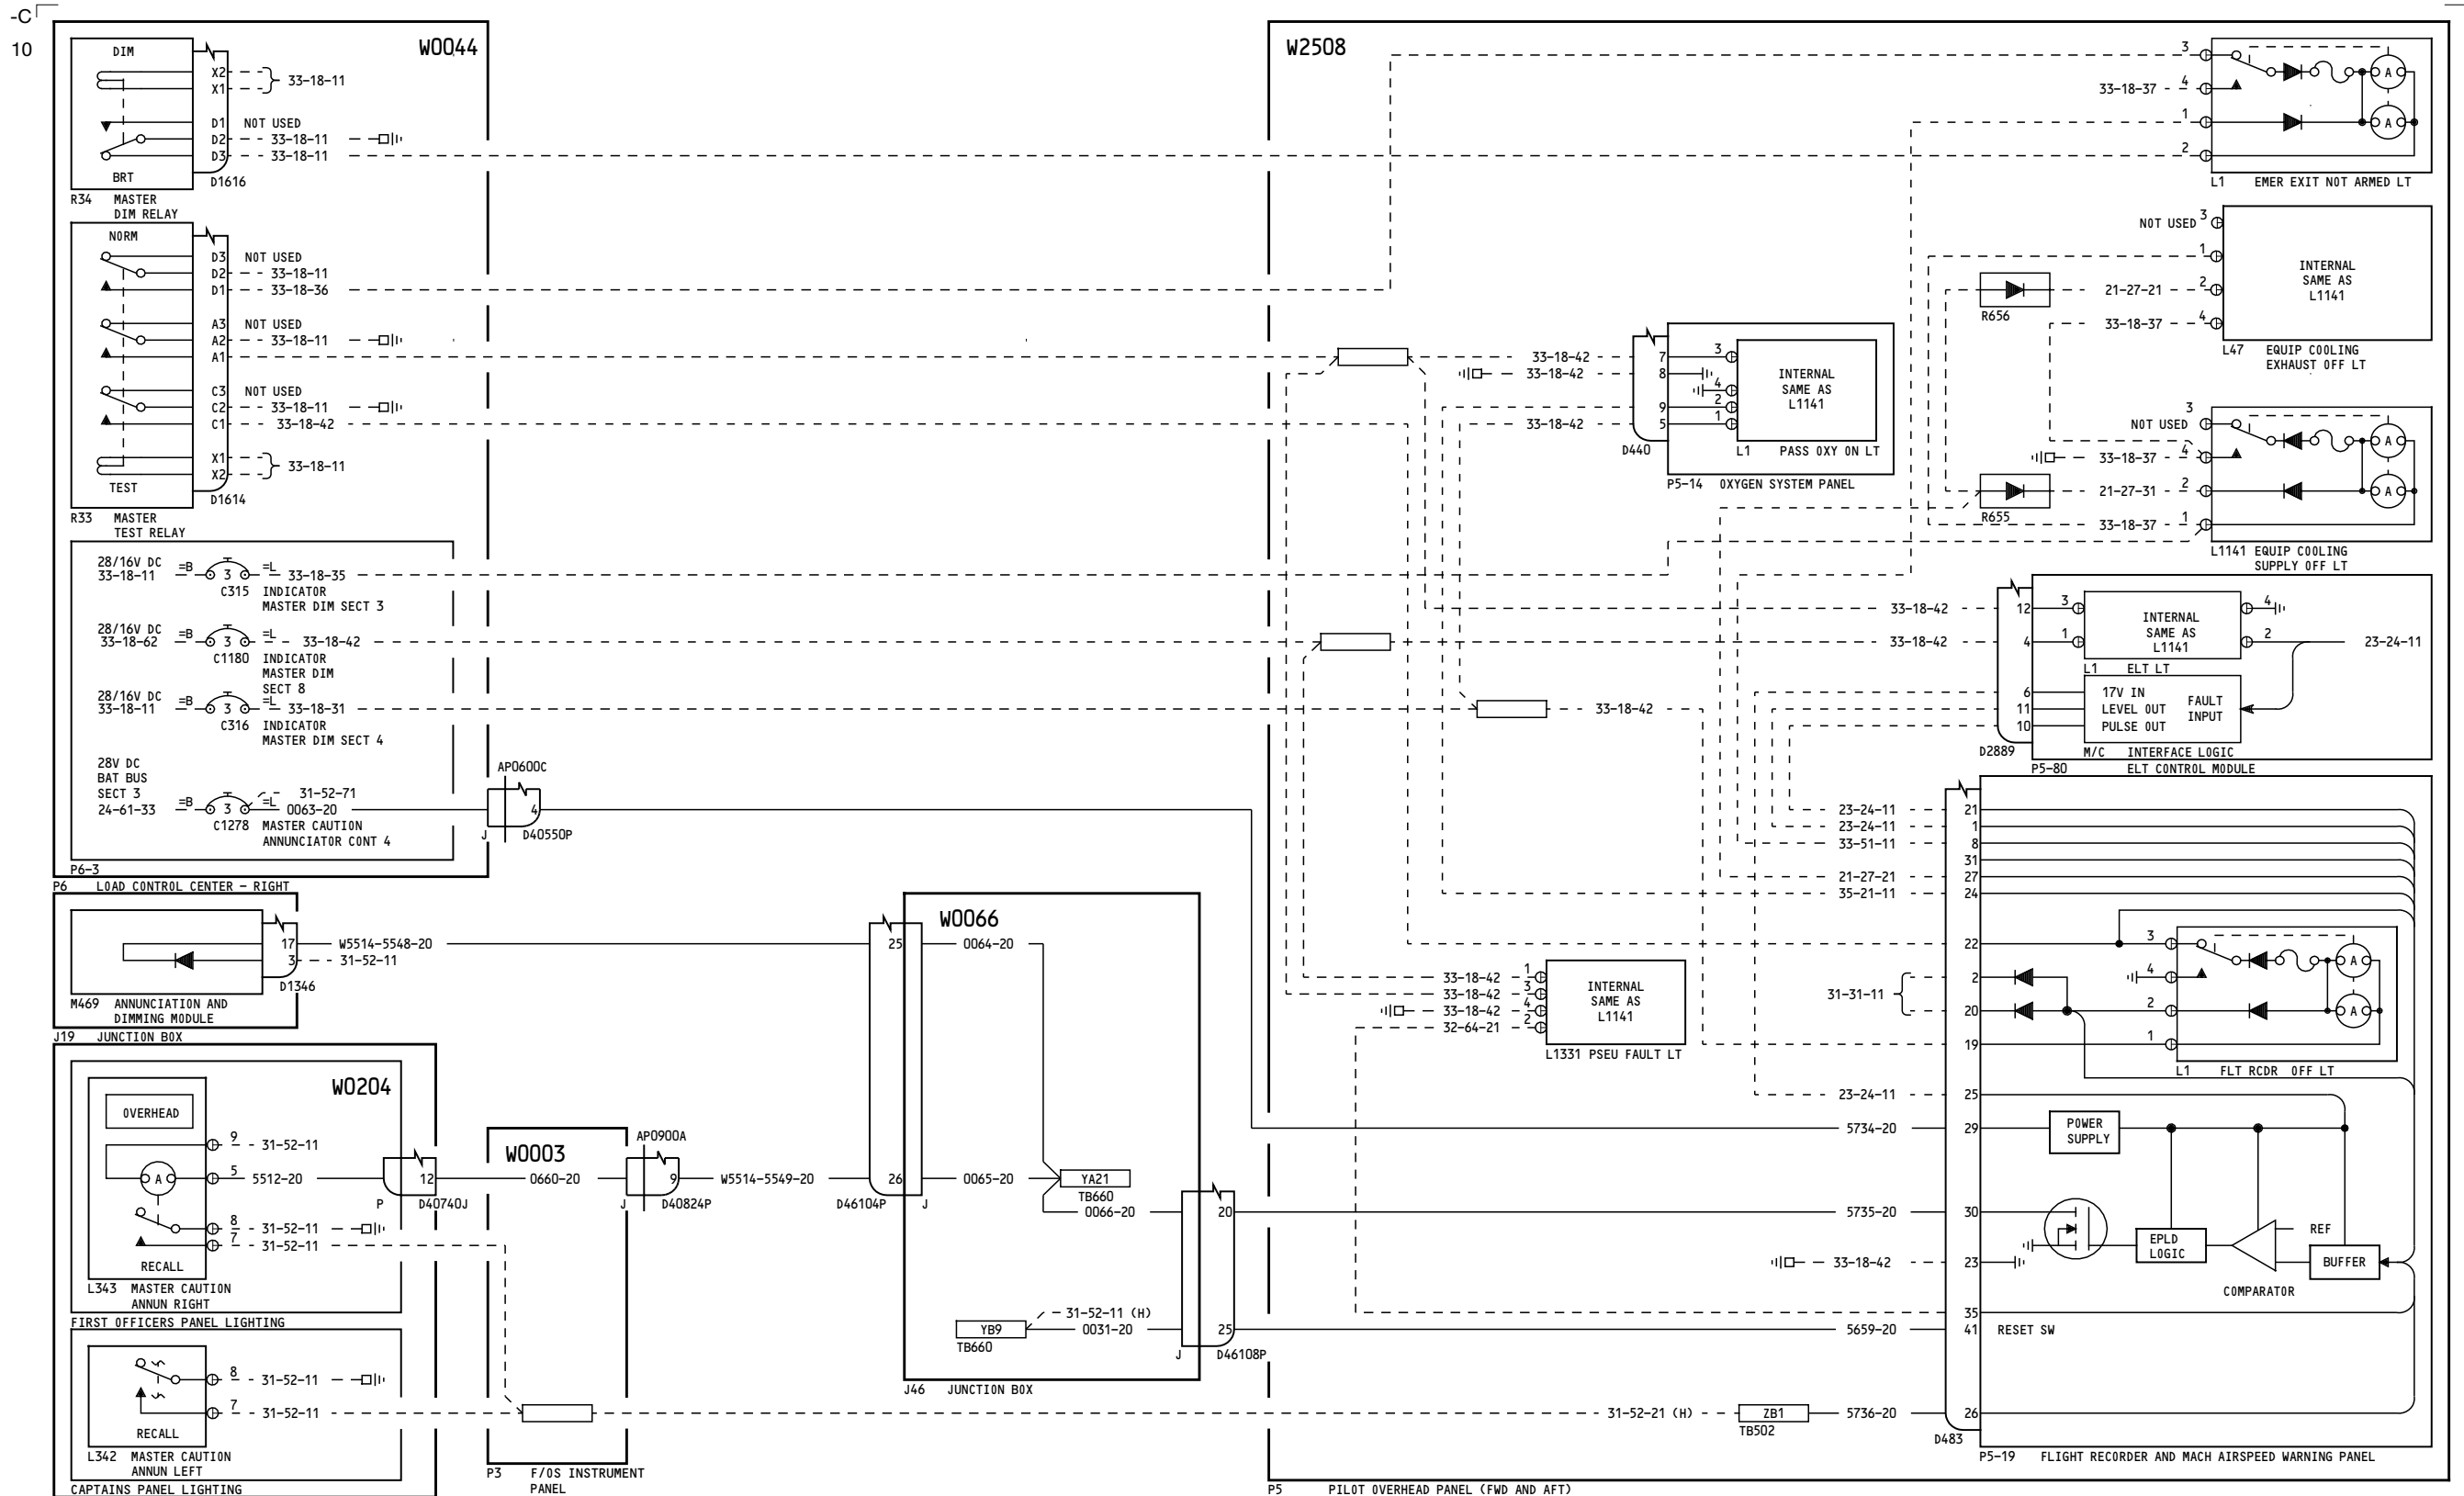 -C
10
W0044
DIM
X2
X1
33-18-11
D1 NOT USED
D2 33-18-11
D3 33-18-11
BRT
D1616
R34 MASTER
DIM RELAY
NORM
D3 NOT USED
D2 33-18-11
D1 33-18-36
A3 NOT USED
A2 33-18-11
A1
C3 NOT USED
C2 33-18-11
C1 33-18-42
X1
X2
33-18-11
TEST
D1614
R33 MASTER
TEST RELAY
28/16V DC
33-18-11
=B 3 =L 33-18-35
C315 INDICATOR
MASTER DIM SECT 3
28/16V DC
33-18-62
=B 3 =L 33-18-42
C1180 INDICATOR
MASTER DIM
SECT 8
28/16V DC
33-18-11
=B 3 =L 33-18-31
C316 INDICATOR
MASTER DIM SECT 4
28V DC
BAT BUS
SECT 3
24-61-33
31-52-71
=B 3 =L 0063-20
C1278 MASTER CAUTION
ANNUNCIATOR CONT 4
P6-3
P6 LOAD CONTROL CENTER - RIGHT
AP0600C
4
J D40550P
17 W5514-5548-20
3 31-52-11
D1346
M469 ANNUNCIATION AND
DIMMING MODULE
J19 JUNCTION BOX
W0204
OVERHEAD
9 31-52-11
A
5 5512-20
8 31-52-11
7 31-52-11
RECALL
L343 MASTER CAUTION
ANNUN RIGHT
FIRST OFFICERS PANEL LIGHTING
8 31-52-11
7 31-52-11
RECALL
L342 MASTER CAUTION
ANNUN LEFT
CAPTAINS PANEL LIGHTING
12
P D40740J
W0003
0660-20
P3 F/OS INSTRUMENT
PANEL
AP0900A
9
J D40824P
W5514-5549-20
W0066
25 0064-20
26 0065-20
D46104P J
YA21
TB660
0066-20
20
31-52-11 (H)
YB9 0031-20
TB660
25
J D46108P
J46 JUNCTION BOX
W2508
3
33-18-37 4
1
2
A
A
L1 EMER EXIT NOT ARMED LT
NOT USED 3
1
R656
21-27-21 2
33-18-37 4
INTERNAL
SAME AS
L1141
L47 EQUIP COOLING
EXHAUST OFF LT
3
NOT USED
33-18-37 4
R655
21-27-31 2
33-18-37 1
A
A
L1141 EQUIP COOLING
SUPPLY OFF LT
33-18-42 7 3
33-18-42 8
4
9 2
33-18-42 5 1
D440
INTERNAL
SAME AS
L1141
L1 PASS OXY ON LT
P5-14 OXYGEN SYSTEM PANEL
33-18-42 12 3
33-18-42 4 1
INTERNAL
SAME AS
L1141
4
2 23-24-11
L1 ELT LT
6 17V IN
11 LEVEL OUT
10 PULSE OUT
FAULT
INPUT
D2889
M/C INTERFACE LOGIC
P5-80 ELT CONTROL MODULE
33-18-42
33-18-42 1
33-18-42 3
33-18-42 4
32-64-21 2
INTERNAL
SAME AS
L1141
L1331 PSEU FAULT LT
23-24-11 21
23-24-11 1
33-51-11 8
31
21-27-21 27
35-21-11 24
22 3
31-31-11
2 4
20 2
19 1
A
A
L1 FLT RCDR OFF LT
23-24-11 25
5734-20 29
POWER
SUPPLY
5735-20 30
33-18-42 23
EPLD
LOGIC
REF
BUFFER
COMPARATOR
35
5659-20 41 RESET SW
31-52-21 (H) ZB1 5736-20 26
TB502
D483
P5-19 FLIGHT RECORDER AND MACH AIRSPEED WARNING PANEL
P5 PILOT OVERHEAD PANEL (FWD AND AFT)